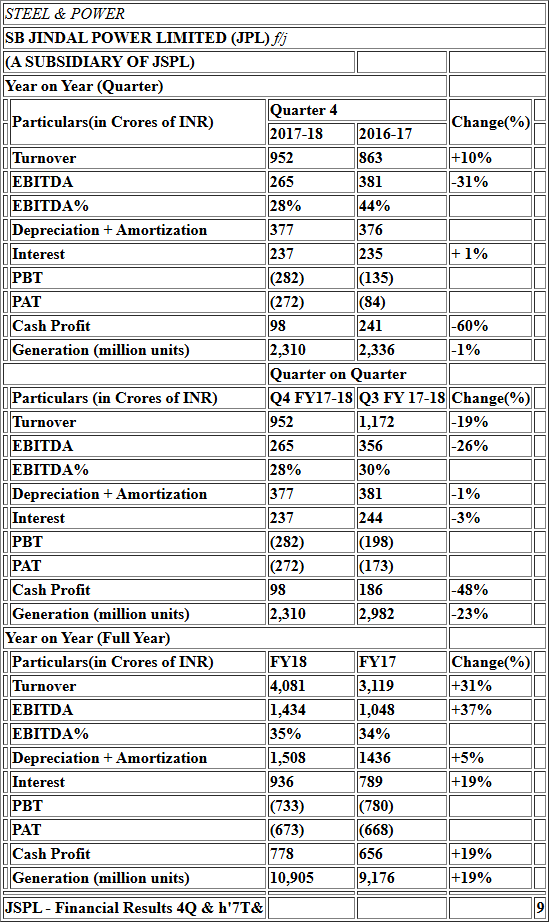 STEEL & POWER
SB JINDAL POWER LIMITED (JPL) f/j
(A SUBSIDIARY OF JSPL)
Year on Year (Quarter)
Particulars(in Crores of INR) Quarter 4 Change(%)
2017-18 2016-17
Turnover 952 863 +10%
EBITDA 265 381 -31%
EBITDA% 28% 44%
Depreciation + Amortization 377 376
Interest 237 235 + 1%
PBT (282) (135)
PAT (272) (84)
Cash Profit 98 241 -60%
Generation (million units) 2,310 2,336 -1%
Quarter on Quarter
Particulars (in Crores of INR) Q4 FY17-18 Q3 FY 17-18 Change(%)
Turnover 952 1,172 -19%
EBITDA 265 356 -26%
EBITDA% 28% 30%
Depreciation + Amortization 377 381 -1%
Interest 237 244 -3%
PBT (282) (198)
PAT (272) (173)
Cash Profit 98 186 -48%
Generation (million units) 2,310 2,982 -23%
Year on Year (Full Year)
Particulars(in Crores of INR) FY18 FY17 Change(%)
Turnover 4,081 3,119 +31%
EBITDA 1,434 1,048 +37%
EBITDA% 35% 34%
Depreciation + Amortization 1,508 1436 +5%
Interest 936 789 +19%
PBT (733) (780)
PAT (673) (668)
Cash Profit 778 656 +19%
Generation (million units) 10,905 9,176 +19%
JSPL - Financial Results 4Q & h'7T& 9